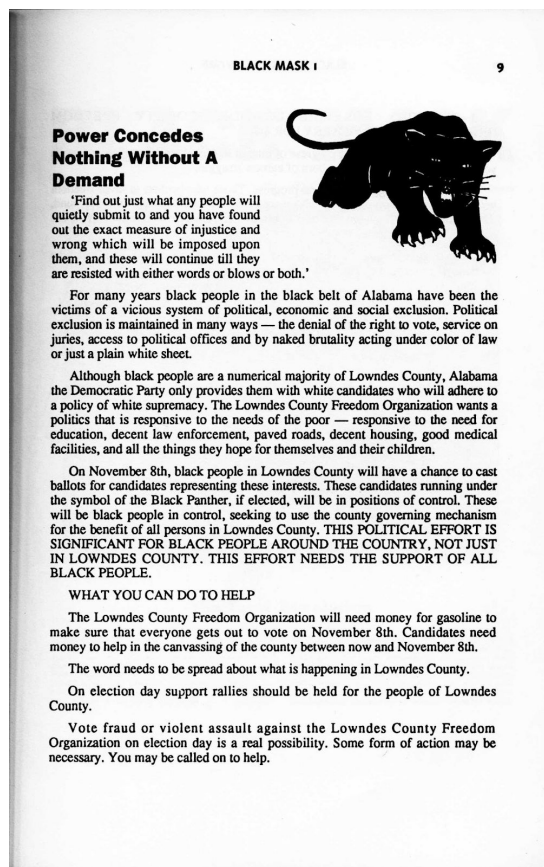 BLACK MASK I 9
Power Concedes
Nothing Without A
Demand
'Find out just what any people will
quietly submit to and you have found
out the exact measure of injustice and
wrong which will be imposed upon
them, and these will continue till they
are resisted with either words or blows or both.'
For many years black people in the black belt of Alabama have been the
victims of a vicious system of political, economic and social exclusion. Political
exclusion is maintained in many ways — the denial of the right to vote, service on
juries, access to political offices and by naked brutality acting under color of law
or just a plain white sheet.
Although black people are a numerical majority of Lowndes County, Alabama
the Democratic Party only provides them with white candidates who will adhere to
a policy of white supremacy. The Lowndes County Freedom Organization wants a
politics that is responsive to the needs of the poor — responsive to the need for
education, decent law enforcement, paved roads, decent housing, good medical
facilities, and all the things they hope for themselves and their children.
On November 8th, black people in Lowndes County will have a chance to cast
ballots for candidates representing these interests. These candidates running under
the symbol of the Black Panther, if elected, will be in positions of control. These
will be black people in control, seeking to use the county governing mechanism
for the benefit of all persons in Lowndes County. THIS POLITICAL EFFORT IS
SIGNIFICANT FOR BLACK PEOPLE AROUND THE COUNTRY, NOT JUST
IN LOWNDES COUNTY. THIS EFFORT NEEDS THE SUPPORT OF ALL
BLACK PEOPLE.
WHAT YOU CAN DO TO HELP
The Lowndes County Freedom Organization will need money for gasoline to
make sure that everyone gets out to vote on November 8th. Candidates need
money to help in the canvassing of the county between now and November 8th.
The word needs to be spread about what is happening in Lowndes County.
On election day support rallies should be held for the people of Lowndes
County.
Vote fraud or violent assault against the Lowndes County Freedom
Organization on election day is a real possibility. Some form of action may be
necessary. You may be called on to help.